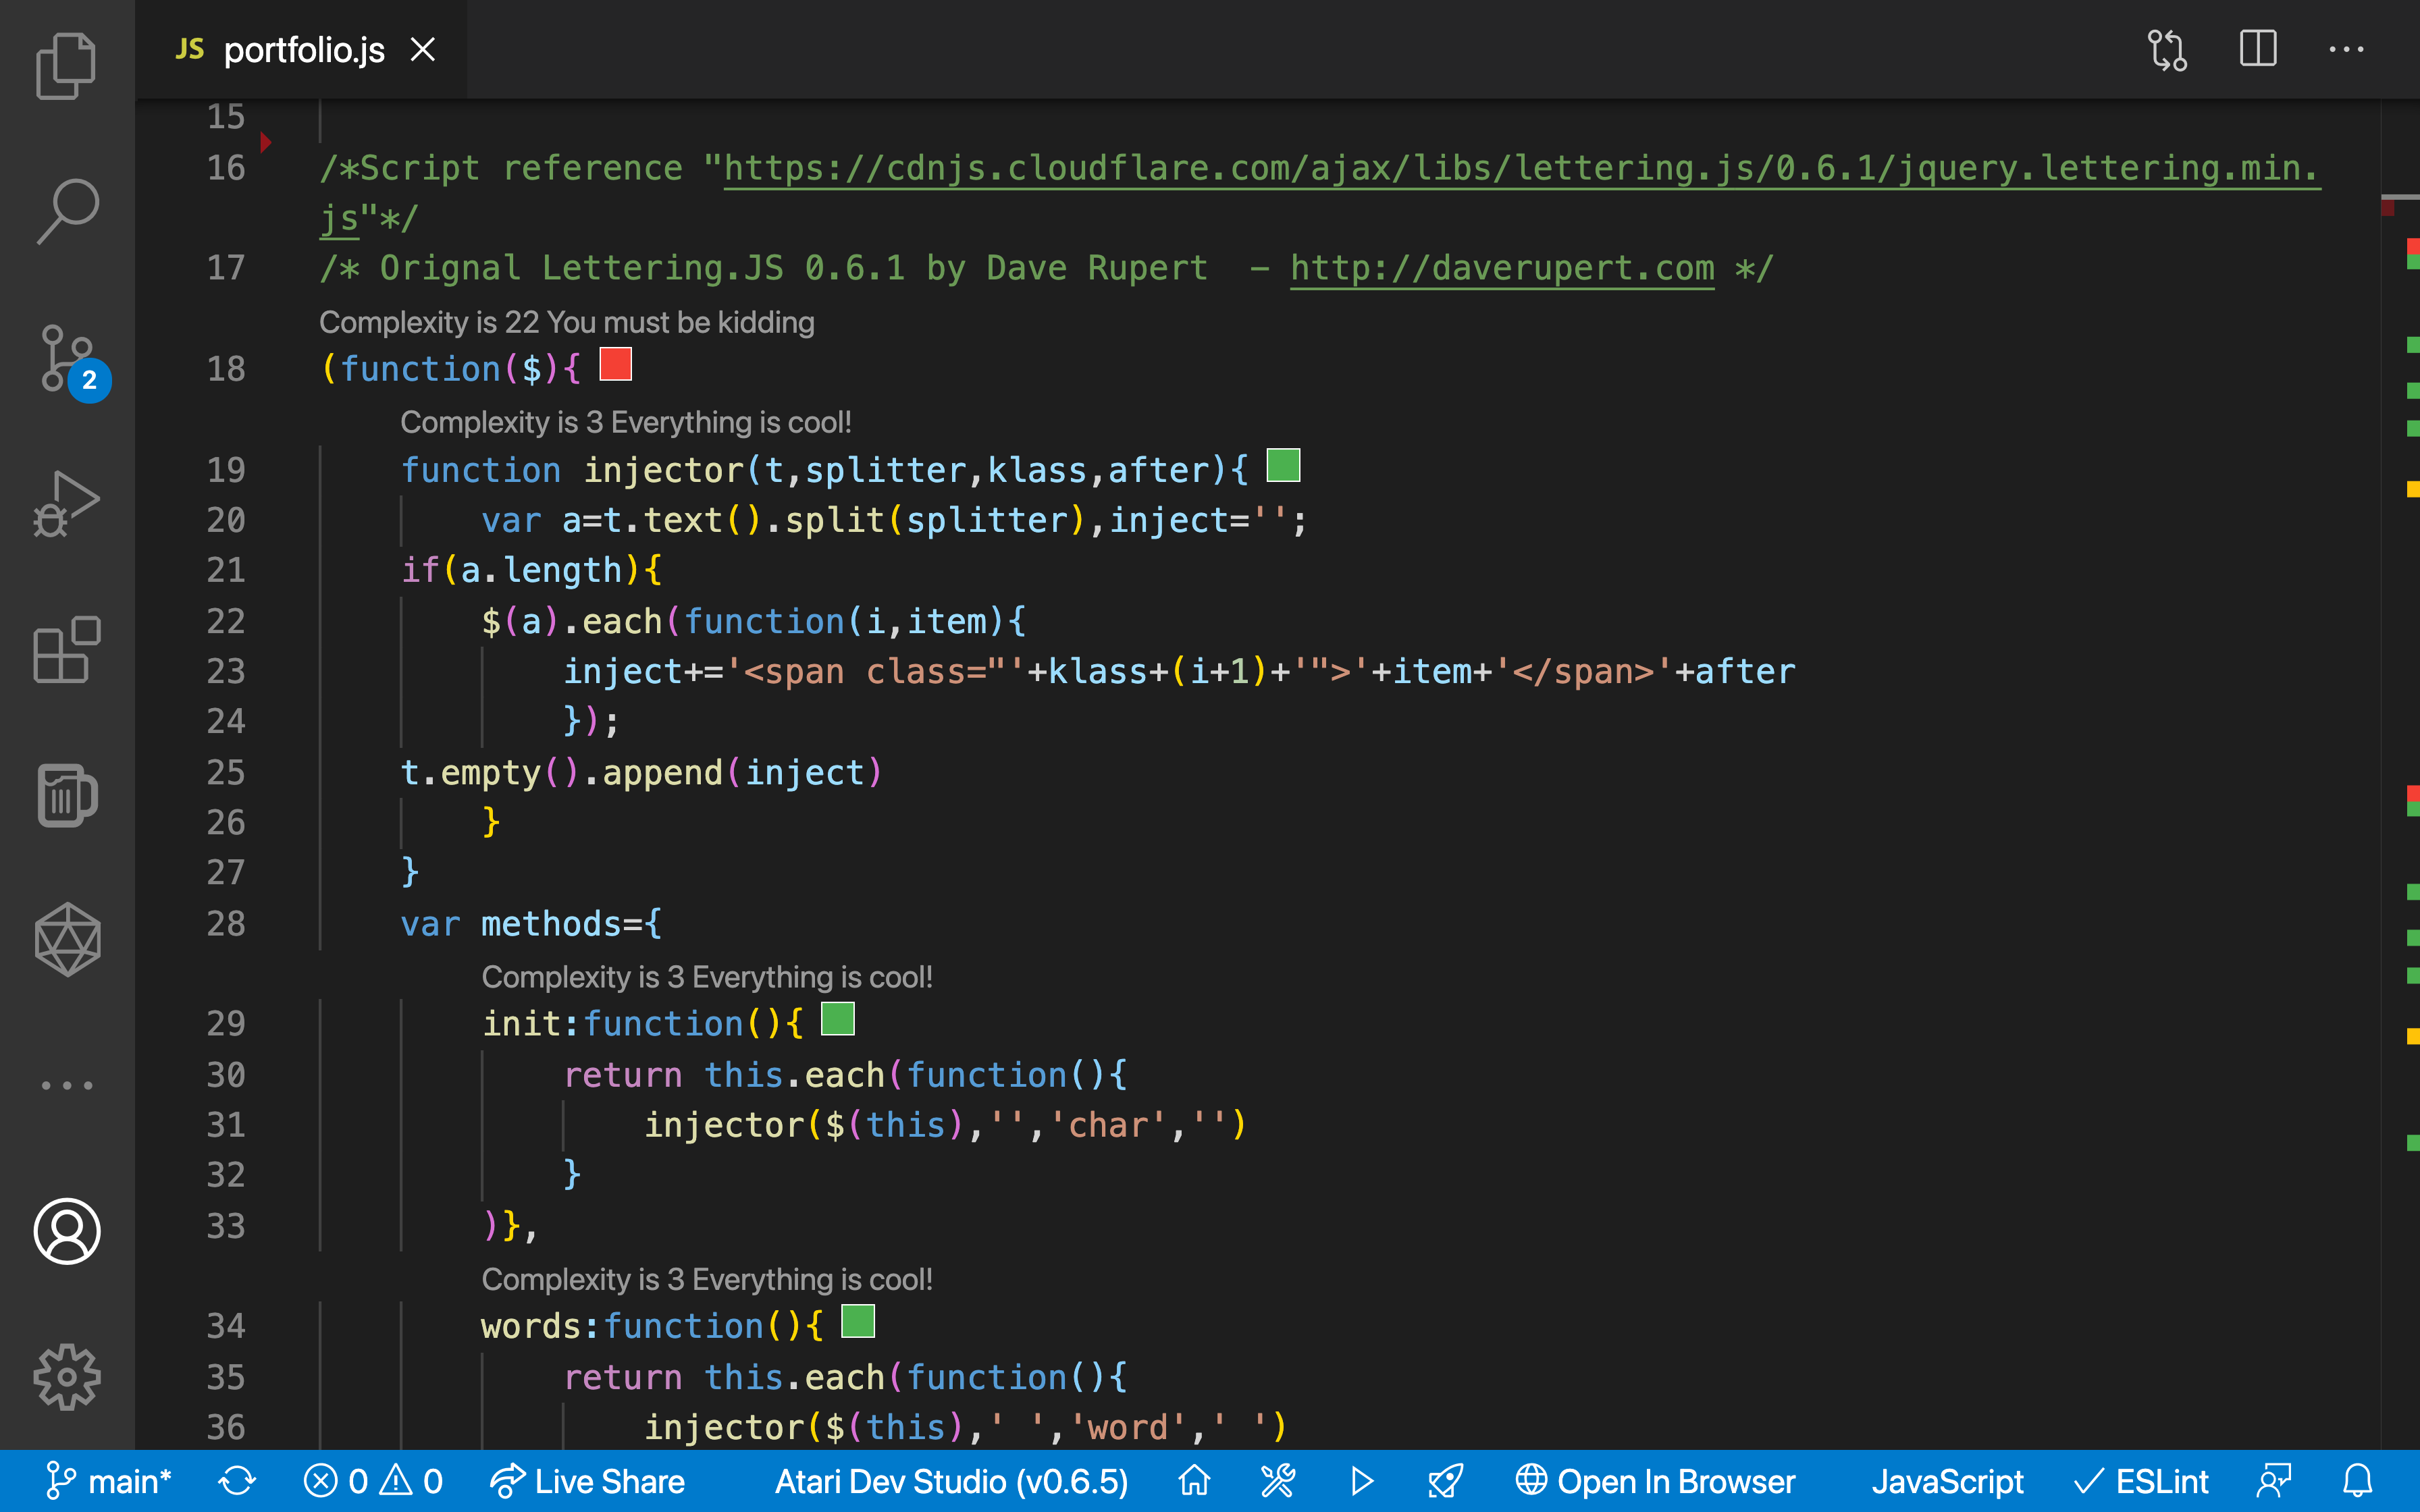 JS portfolio.js
15
16 /*Script reference "https://cdnjs.cloudflare.com/ajax/libs/lettering.js/0.6.1/jquery.lettering.min.
js"*/
17 /* Orignal Lettering.JS 0.6.1 by Dave Rupert  - http://daverupert.com */
Complexity is 22 You must be kidding
18 (function($){
Complexity is 3 Everything is cool!
19 function injector(t,splitter,klass,after){
20 var a=t.text().split(splitter),inject='';
21 if(a.length){
22 $(a).each(function(i,item){
23 inject+='<span class="'+klass+(i+1)+'">'+item+'</span>'+after
24 });
25 t.empty().append(inject)
26 }
27 }
28 var methods={
Complexity is 3 Everything is cool!
29 init:function(){
30 return this.each(function(){
31 injector($(this),'','char','')
32 }
33 )},
Complexity is 3 Everything is cool!
34 words:function(){
35 return this.each(function(){
36 injector($(this),' ','word',' ')
2
main* 0 0 Live Share Atari Dev Studio (v0.6.5) Open In Browser JavaScript ESLint